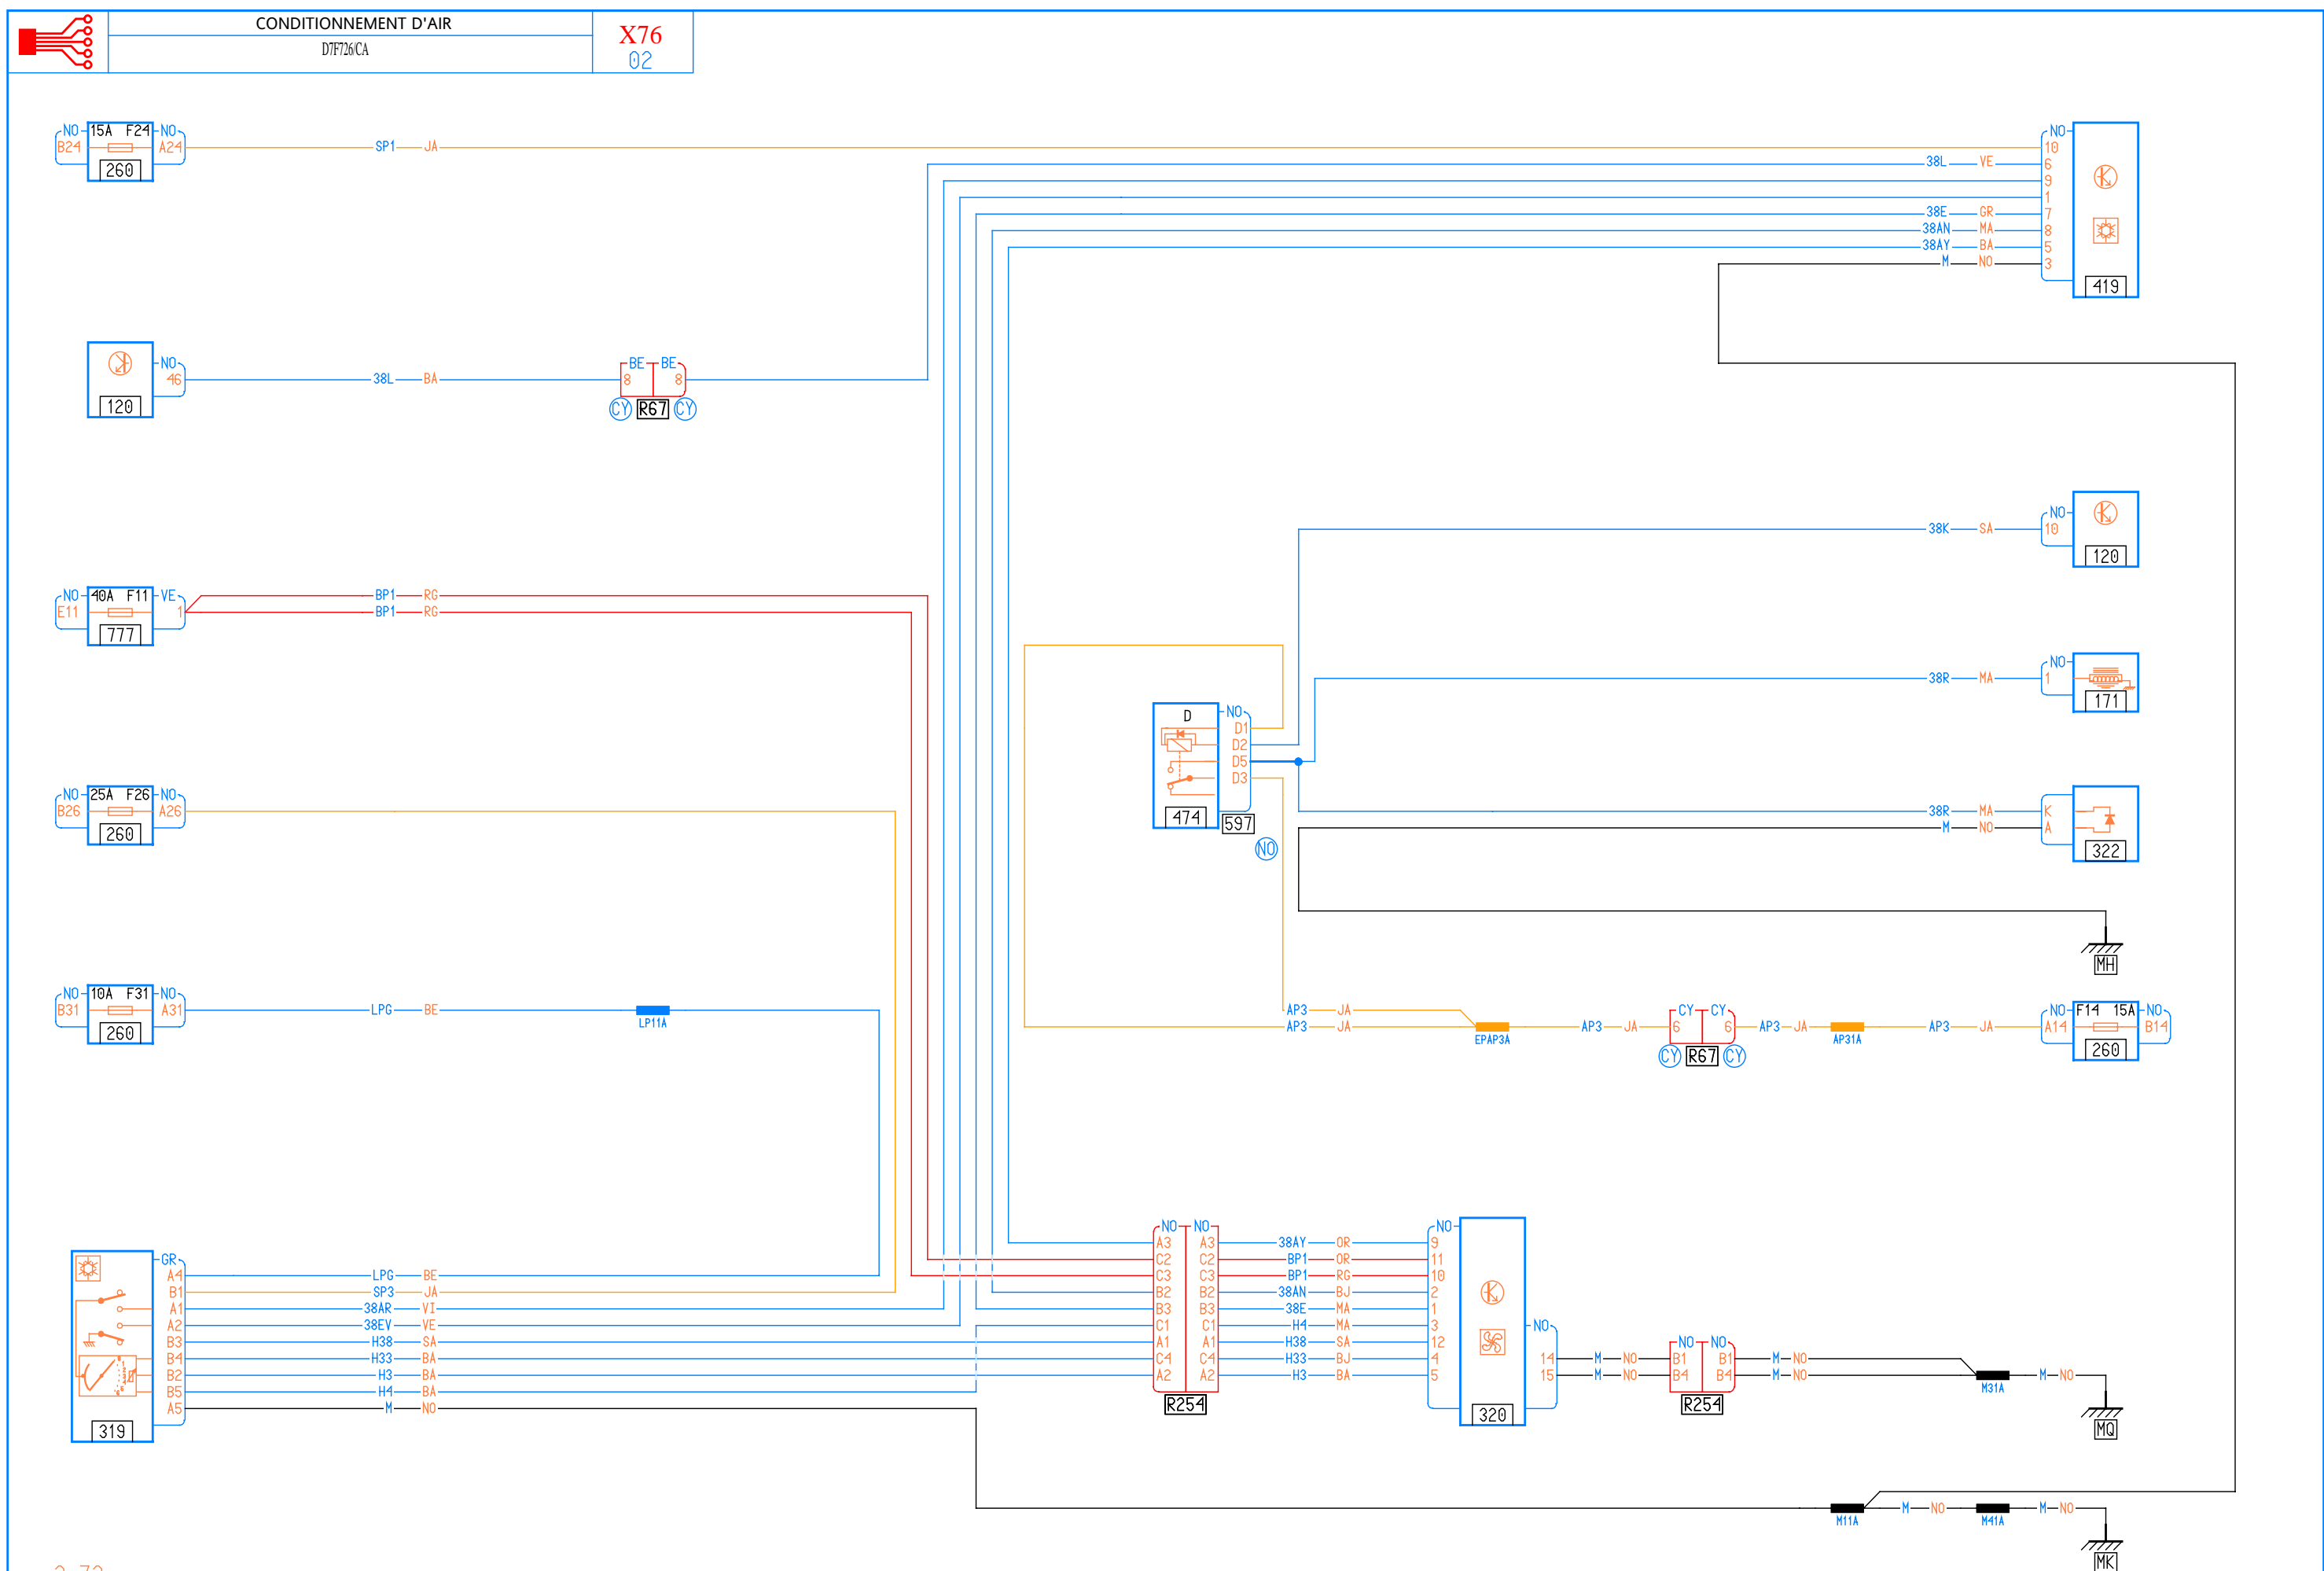 CONDITIONNEMENT D'AIR
D7F726/CA
X76
02
NO 15A F24 NO
B24 A24 SP1 JA
260
NO
10
38L VE 6
9
1
38E GR 7
38AN MA 8
38AY BA 5
M NO 3
419
NO
46 38L BA
120
BE BE
8 8
CY R67 CY
NO
38K SA 10
120
NO 40A F11 VE
E11 1
BP1 RG
BP1 RG
777
NO
38R MA 1
171
D NO
D1
D2
D5
D3
474 597
NO
NO 25A F26 NO
B26 A26
260
38R MA K
M NO A
322
MH
NO 10A F31 NO
B31 A31 LPG BE
LP11A
260
AP3 JA
AP3 JA
EPAP3A
AP3 JA
CY CY
6 6
CY R67 CY
AP3 JA
AP31A
AP3 JA
NO F14 15A NO
A14 B14
260
GR
A4 LPG BE
B1 SP3 JA
A1 38AR VI
A2 38EV VE
B3 H38 SA
B4 H33 BA
B2 H3 BA
B5 H4 BA
A5 M NO
319
NO NO NO
A3 A3 38AY OR 9
C2 C2 BP1 OR 11
C3 C3 BP1 RG 10
B2 B2 38AN BJ 2
B3 B3 38E MA 1
C1 C1 H4 MA 3
A1 A1 H38 SA 12
C4 C4 H33 BJ 4
A2 A2 H3 BA 5
R254
320
NO
14 M NO
15 M NO
NO NO
B1 B1 M NO
B4 B4 M NO
R254
M31A
M NO
MQ
M11A
M NO
M41A
M NO
MK